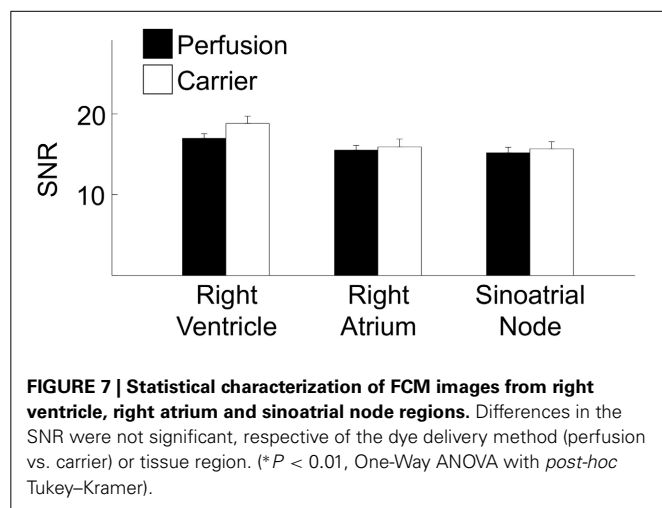 Perfusion
Carrier
SNR
20
10
Right
Ventricle
Right
Atrium
Sinoatrial
Node
FIGURE 7 | Statistical characterization of FCM images from right
ventricle, right atrium and sinoatrial node regions. Differences in the
SNR were not significant, respective of the dye delivery method (perfusion
vs. carrier) or tissue region. (*P < 0.01, One-Way ANOVA with post-hoc
Tukey–Kramer).